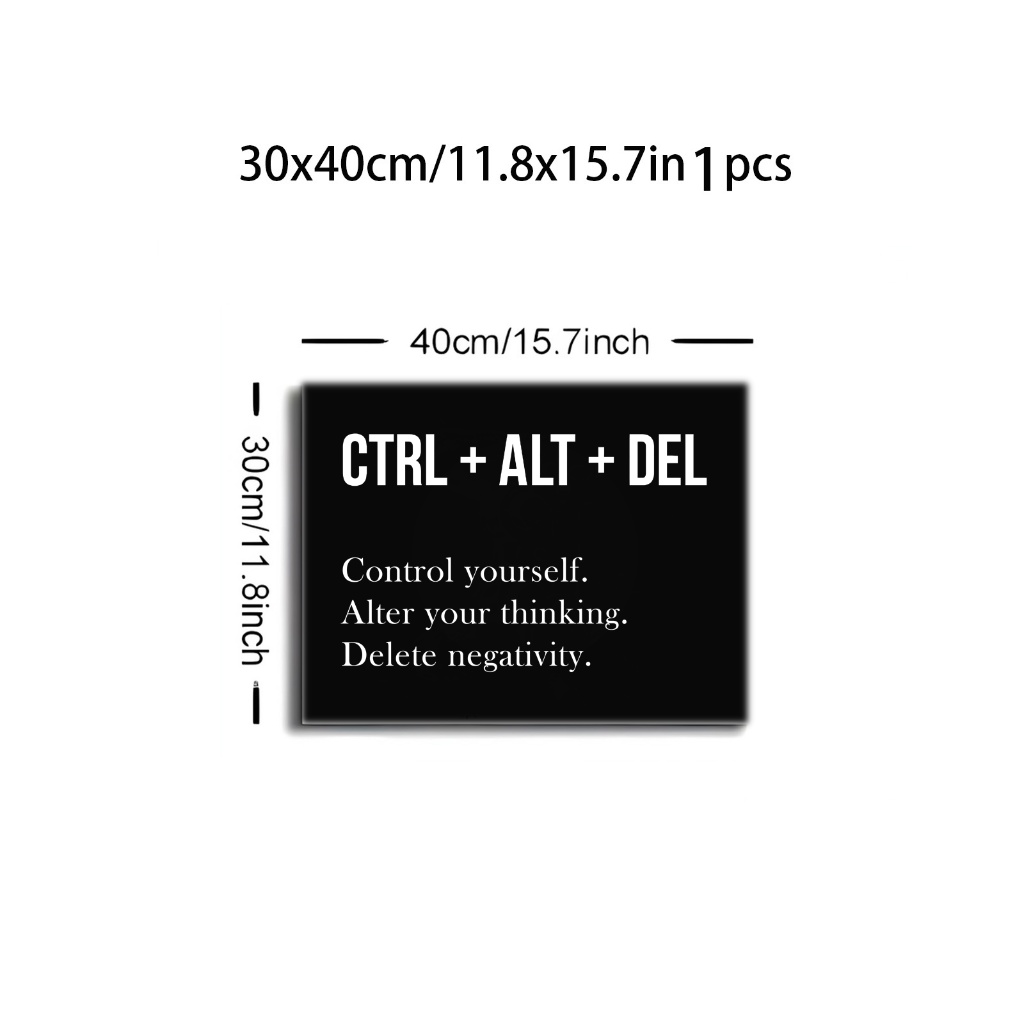 30x40cm/11.8x15.7in 1 pcs
40cm/15.7inch
30cm/11.8inch
CTRL + ALT + DEL
Control yourself.
Alter your thinking.
Delete negativity.